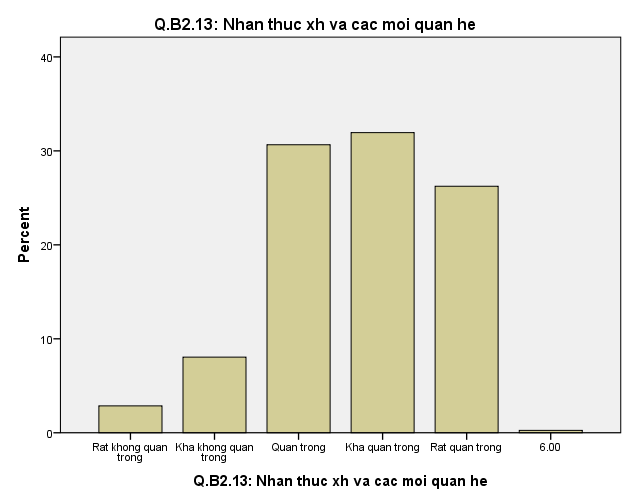 Q.B2.13: Nhan thuc xh va cac moi quan he
40
30
20
10
0
Percent
Rat khong quan
trong
Kha khong quan
trong
Quan trong
Kha quan trong
Rat quan trong
6.00
Q.B2.13: Nhan thuc xh va cac moi quan he